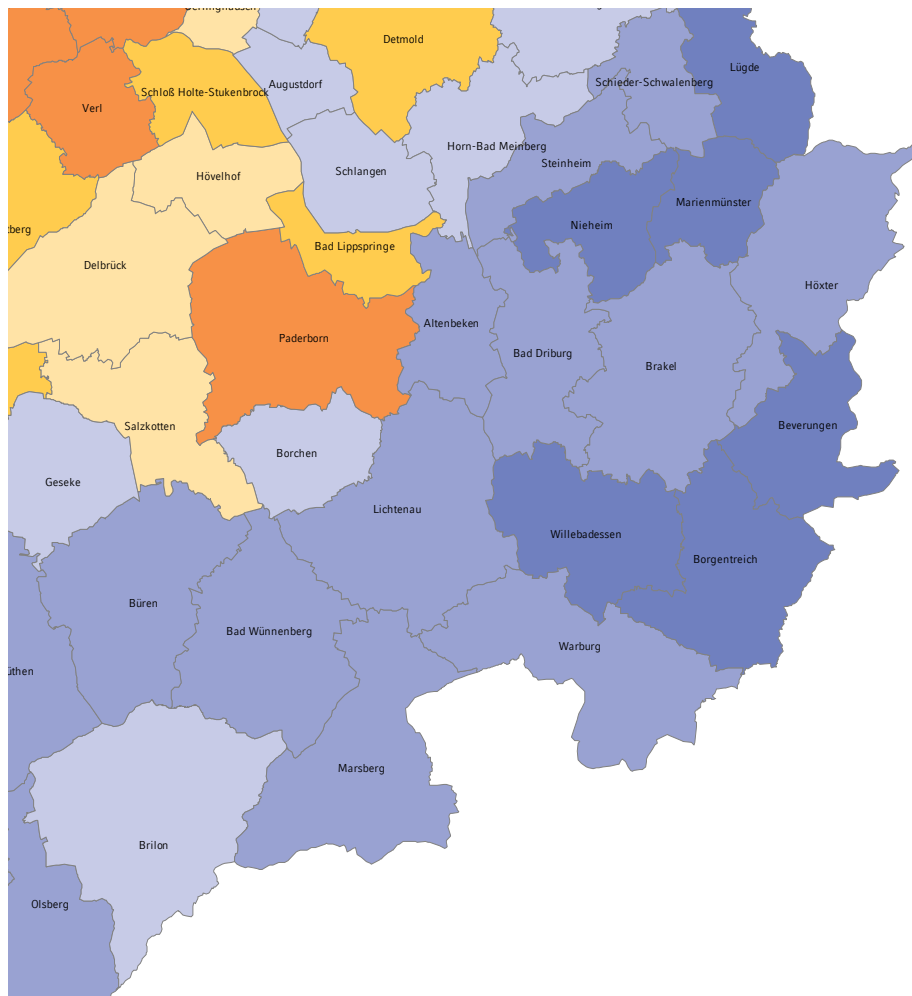 Detmold
Lügde
Augustdorf
Schieder-Schwalenberg
Schloß Holte-Stukenbrock
Verl
Horn-Bad Meinberg
Steinheim
Schlangen
Hövelhof
Marienmünster
Nieheim
Bad Lippspringe
Delbrück
Höxter
Altenbeken
Paderborn
Bad Driburg
Brakel
Salzkotten
Beverungen
Borchen
Geseke
Lichtenau
Willebadessen
Borgentreich
Büren
Bad Wünnenberg
Warburg
üthen
Marsberg
Brilon
Olsberg